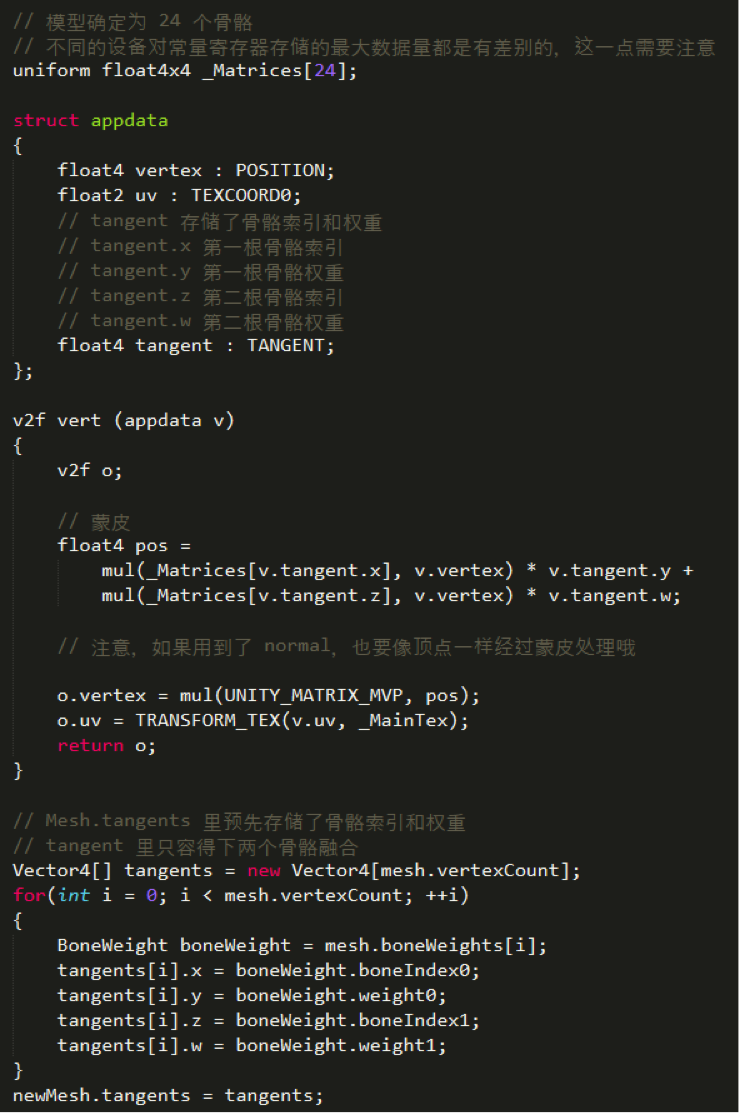 // 模型确定为 24 个骨骼
// 不同的设备对常量寄存器存储的最大数据量都是有差别的，这一点需要注意
uniform float4x4 _Matrices[24];
struct appdata
{
float4 vertex : POSITION;
float2 uv : TEXCOORD0;
// tangent 存储了骨骼索引和权重
// tangent.x 第一根骨骼索引
// tangent.y 第一根骨骼权重
// tangent.z 第二根骨骼索引
// tangent.w 第二根骨骼权重
float4 tangent : TANGENT;
};
v2f vert (appdata v)
{
v2f o;
// 蒙皮
float4 pos =
mul(_Matrices[v.tangent.x], v.vertex) * v.tangent.y +
mul(_Matrices[v.tangent.z], v.vertex) * v.tangent.w;
// 注意，如果用到了 normal，也要像顶点一样经过蒙皮处理哦
o.vertex = mul(UNITY_MATRIX_MVP, pos);
o.uv = TRANSFORM_TEX(v.uv, _MainTex);
return o;
}
// Mesh.tangents 里预先存储了骨骼索引和权重
// tangent 里只容得下两个骨骼融合
Vector4[] tangents = new Vector4[mesh.vertexCount];
for(int i = 0; i < mesh.vertexCount; ++i)
{
BoneWeight boneWeight = mesh.boneWeights[i];
tangents[i].x = boneWeight.boneIndex0;
tangents[i].y = boneWeight.weight0;
tangents[i].z = boneWeight.boneIndex1;
tangents[i].w = boneWeight.weight1;
}
newMesh.tangents = tangents;